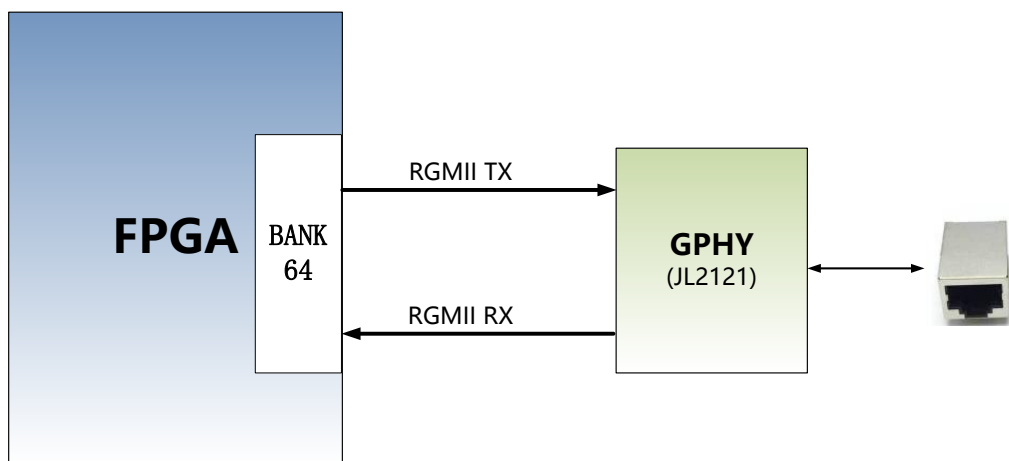 FPGA
BANK
64
RGMII TX
RGMII RX
GPHY
(JL2121)